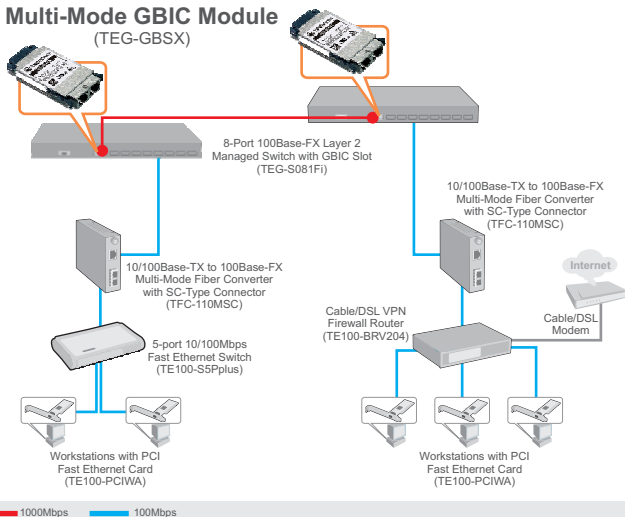 Multi-Mode GBIC Module
(TEG-GBSX)
8-Port 100Base-FX Layer 2
Managed Switch with GBIC Slot
(TEG-S081Fi)
10/100Base-TX to 100Base-FX
Multi-Mode Fiber Converter
with SC-Type Connector
(TFC-110MSC)
10/100Base-TX to 100Base-FX
Multi-Mode Fiber Converter
with SC-Type Connector
(TFC-110MSC)
Internet
Cable/DSL
Modem
Cable/DSL VPN
Firewall Router
(TE100-BRV204)
5-port 10/100Mbps
Fast Ethernet Switch
(TE100-S5Pplus)
Workstations with PCI
Fast Ethernet Card
(TE100-PCIWA)
Workstations with PCI
Fast Ethernet Card
(TE100-PCIWA)
1000Mbps
100Mbps